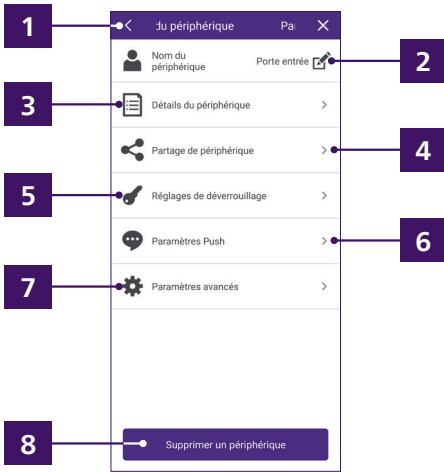 1
du périphérique Pa
2
Nom du
périphérique
Porte entrée
3
Détails du périphérique
4
Partage de périphérique
5
Réglages de déverrouillage
6
Paramètres Push
7
Paramètres avancés
8
Supprimer un périphérique